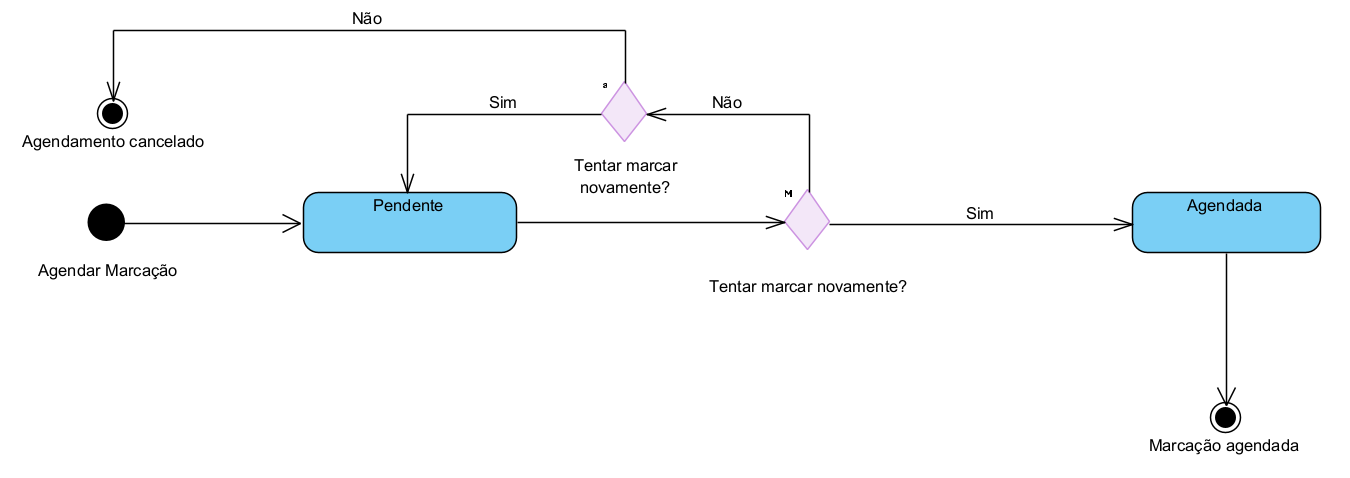 Não
Sim
Não
Agendamento cancelado
Tentar marcar
novamente?
Pendente
Sim
Agendada
Agendar Marcação
Tentar marcar novamente?
Marcação agendada